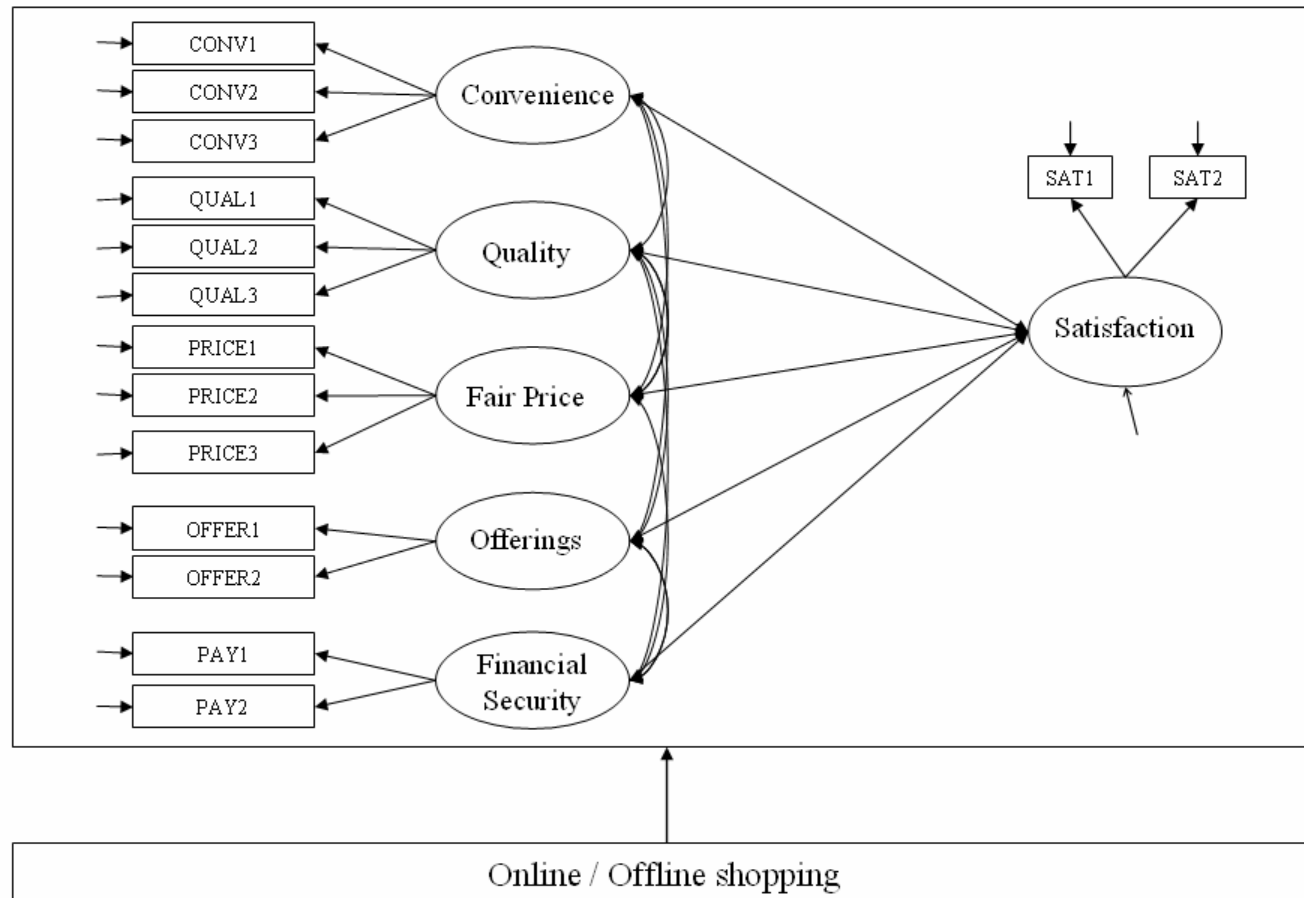 CONV1
CONV2
CONV3
Convenience
QUAL1
QUAL2
QUAL3
Quality
PRICE1
PRICE2
PRICE3
Fair Price
OFFER1
OFFER2
Offerings
PAY1
PAY2
Financial
Security
SAT1
SAT2
Satisfaction
Online / Offline shopping